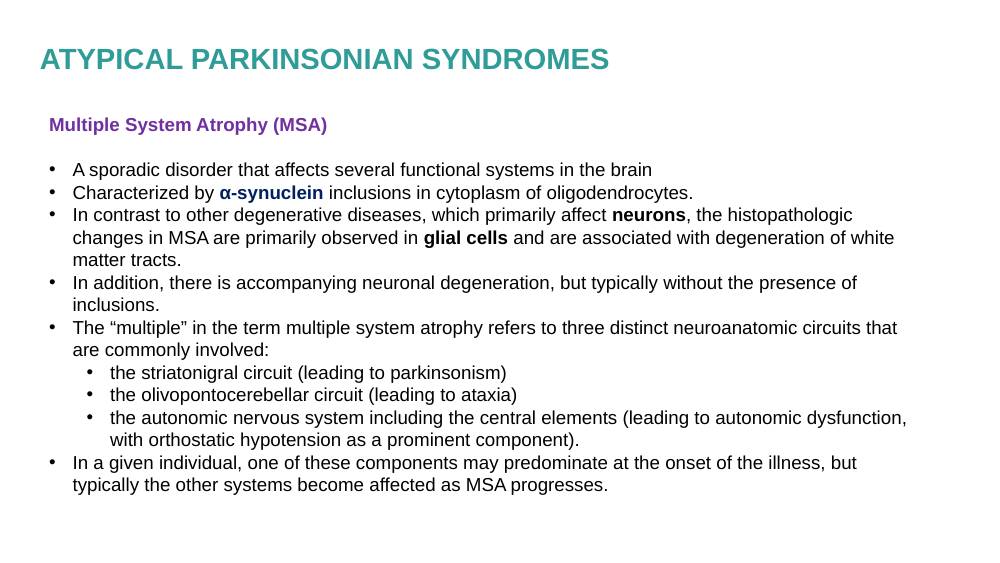 ATYPICAL PARKINSONIAN SYNDROMES
Multiple System Atrophy (MSA)
• A sporadic disorder that affects several functional systems in the brain
• Characterized by α-synuclein inclusions in cytoplasm of oligodendrocytes.
• In contrast to other degenerative diseases, which primarily affect neurons, the histopathologic
changes in MSA are primarily observed in glial cells and are associated with degeneration of white
matter tracts.
• In addition, there is accompanying neuronal degeneration, but typically without the presence of
inclusions.
• The “multiple” in the term multiple system atrophy refers to three distinct neuroanatomic circuits that
are commonly involved:
• the striatonigral circuit (leading to parkinsonism)
• the olivopontocerebellar circuit (leading to ataxia)
• the autonomic nervous system including the central elements (leading to autonomic dysfunction,
with orthostatic hypotension as a prominent component).
• In a given individual, one of these components may predominate at the onset of the illness, but
typically the other systems become affected as MSA progresses.